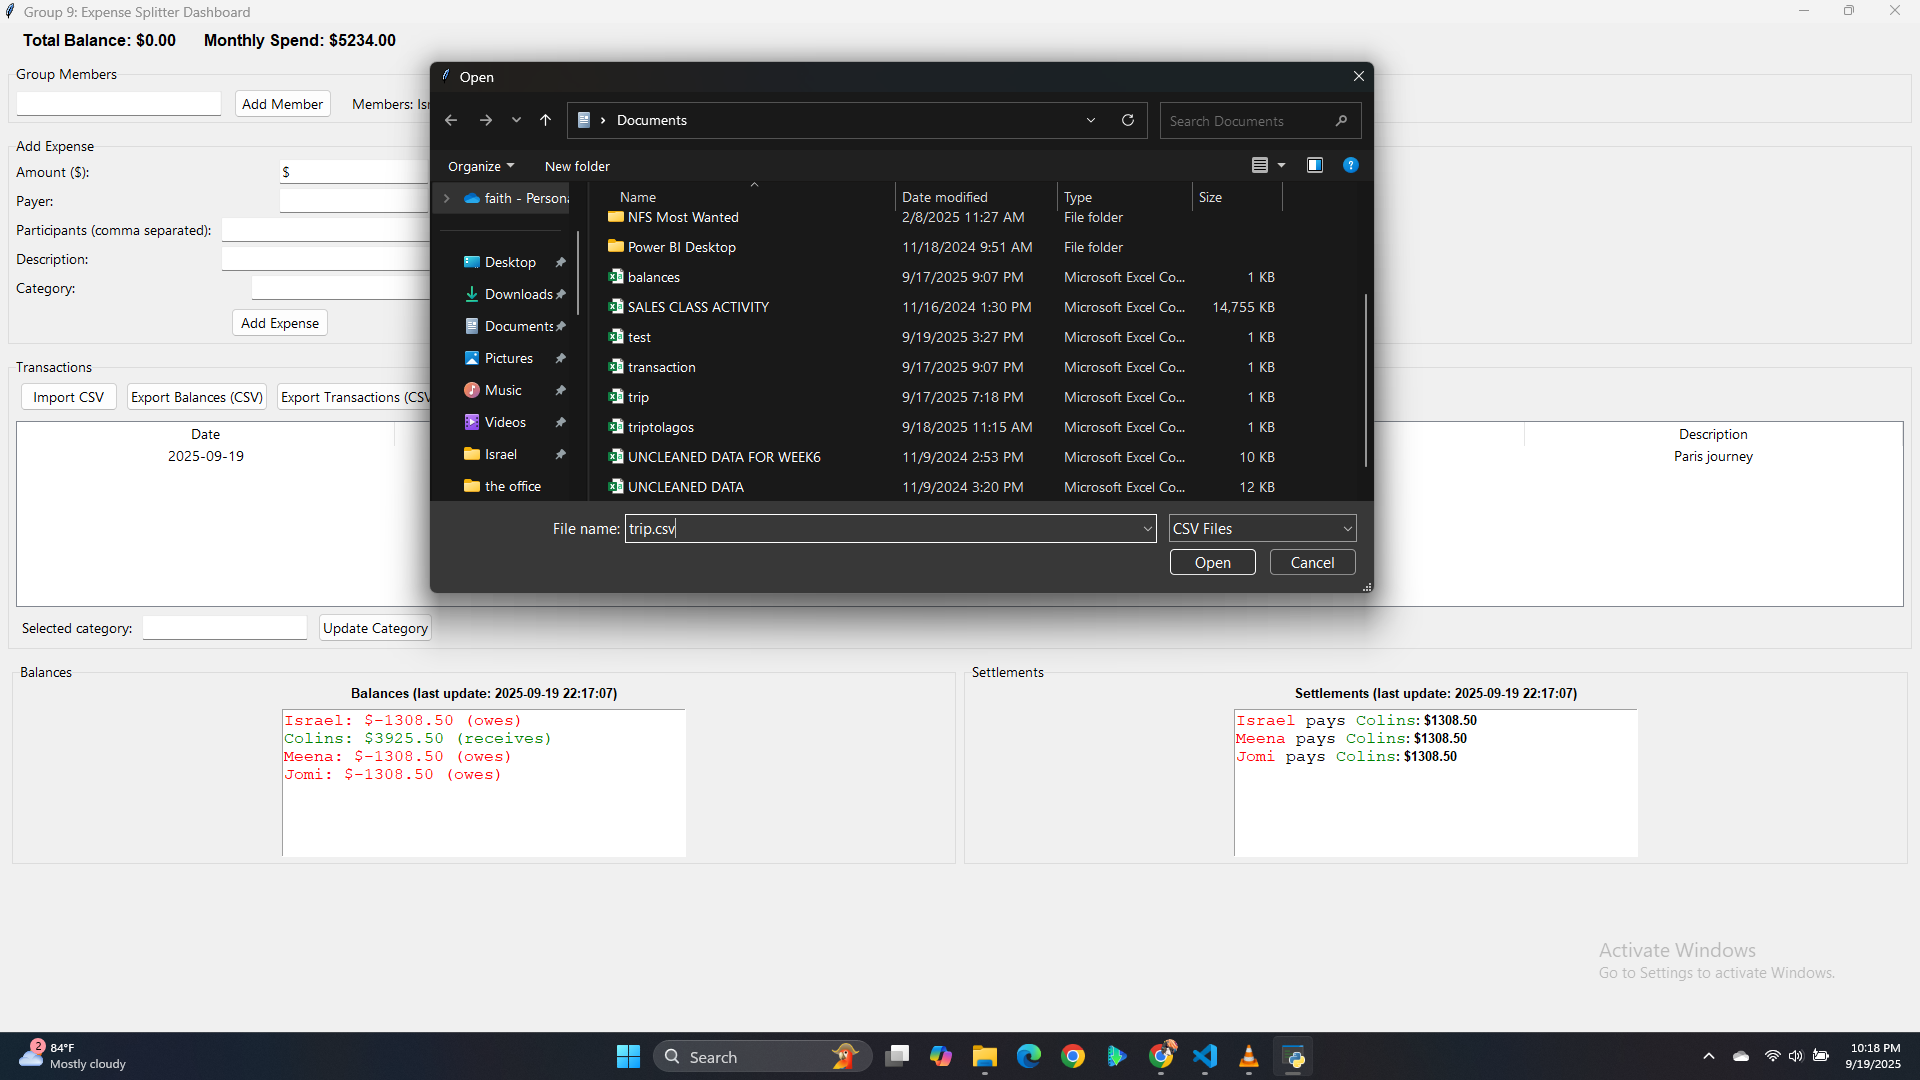 Group 9: Expense Splitter Dashboard
Total Balance: $0.00 Monthly Spend: $5234.00
Group Members
Add Member Members:
Add Expense
Amount ($): $
Payer:
Participants (comma separated):
Description:
Category:
Add Expense
Transactions
Import CSV Export Balances (CSV) Export Transactions (CSV
Date Description
2025-09-19 Paris journey
Selected category: Update Category
Open
Documents
Search Documents
Organize New folder
faith - Persona
Desktop
Downloads
Documents
Pictures
Music
Videos
Israel
the office
Name Date modified Type Size
NFS Most Wanted 2/8/2025 11:27 AM File folder
Power BI Desktop 11/18/2024 9:51 AM File folder
balances 9/17/2025 9:07 PM Microsoft Excel Co... 1 KB
SALES CLASS ACTIVITY 11/16/2024 1:30 PM Microsoft Excel Co... 14,755 KB
test 9/19/2025 3:27 PM Microsoft Excel Co... 1 KB
transaction 9/17/2025 9:07 PM Microsoft Excel Co... 1 KB
trip 9/17/2025 7:18 PM Microsoft Excel Co... 1 KB
triptolagos 9/18/2025 11:15 AM Microsoft Excel Co... 1 KB
UNCLEANED DATA FOR WEEK6 11/9/2024 2:53 PM Microsoft Excel Co... 10 KB
UNCLEANED DATA 11/9/2024 3:20 PM Microsoft Excel Co... 12 KB
File name: trip.csv CSV Files
Open Cancel
Balances
Balances (last update: 2025-09-19 22:17:07)
Israel: $-1308.50 (owes)
Colins: $3925.50 (receives)
Meena: $-1308.50 (owes)
Jomi: $-1308.50 (owes)
Settlements
Settlements (last update: 2025-09-19 22:17:07)
Israel pays Colins: $1308.50
Meena pays Colins: $1308.50
Jomi pays Colins: $1308.50
Activate Windows
Go to Settings to activate Windows.
2
84°F
Mostly cloudy
Search
10:18 PM
9/19/2025